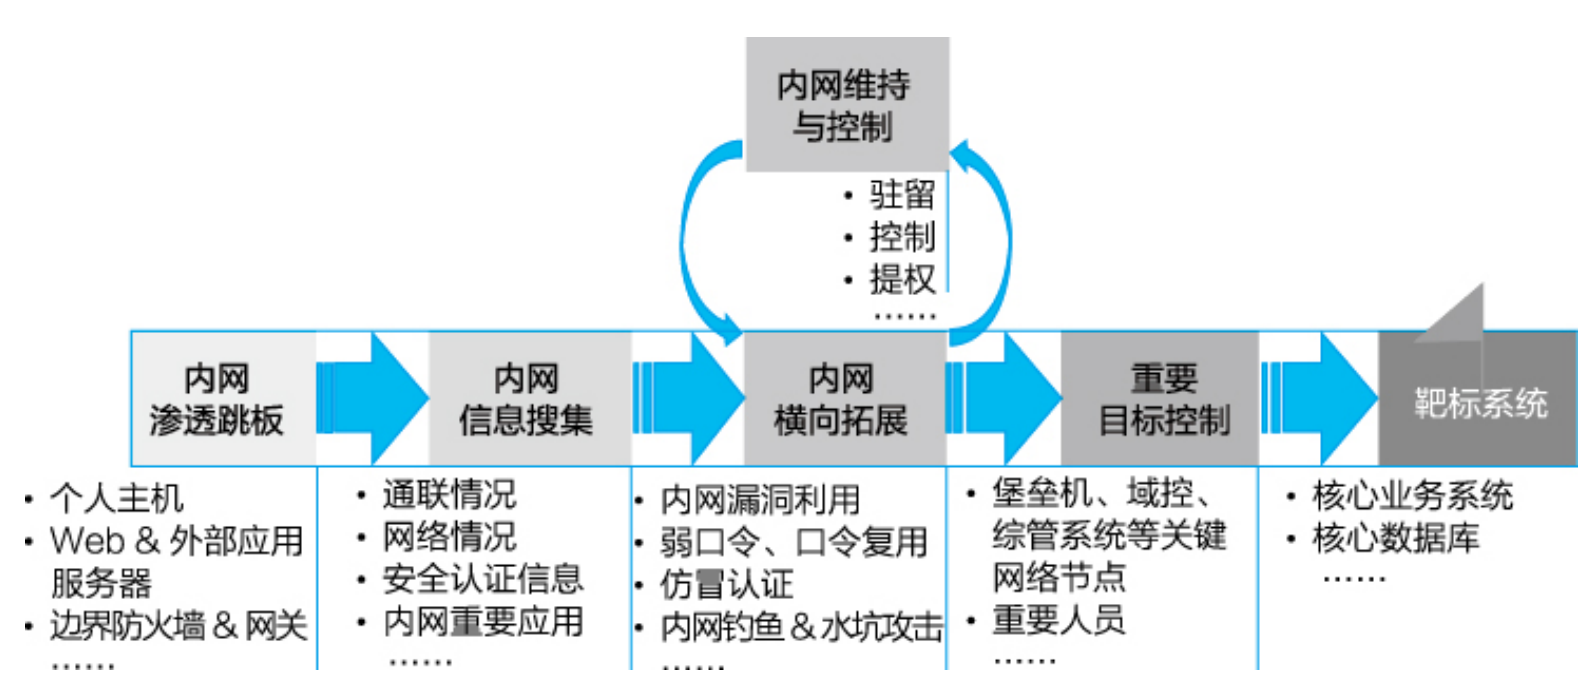 内网维持
与控制
• 驻留
• 控制
• 提权
……
内网
渗透跳板
内网
信息搜集
内网
横向拓展
重要
目标控制
靶标系统
• 个人主机
• Web & 外部应用
服务器
• 边界防火墙 & 网关
……
• 通联情况
• 网络情况
• 安全认证信息
• 内网重要应用
……
• 内网漏洞利用
• 弱口令、口令复用
• 仿冒认证
• 内网钓鱼 & 水坑攻击
……
• 堡垒机、域控、
综管系统等关键
网络节点
• 重要人员
……
• 核心业务系统
• 核心数据库
……